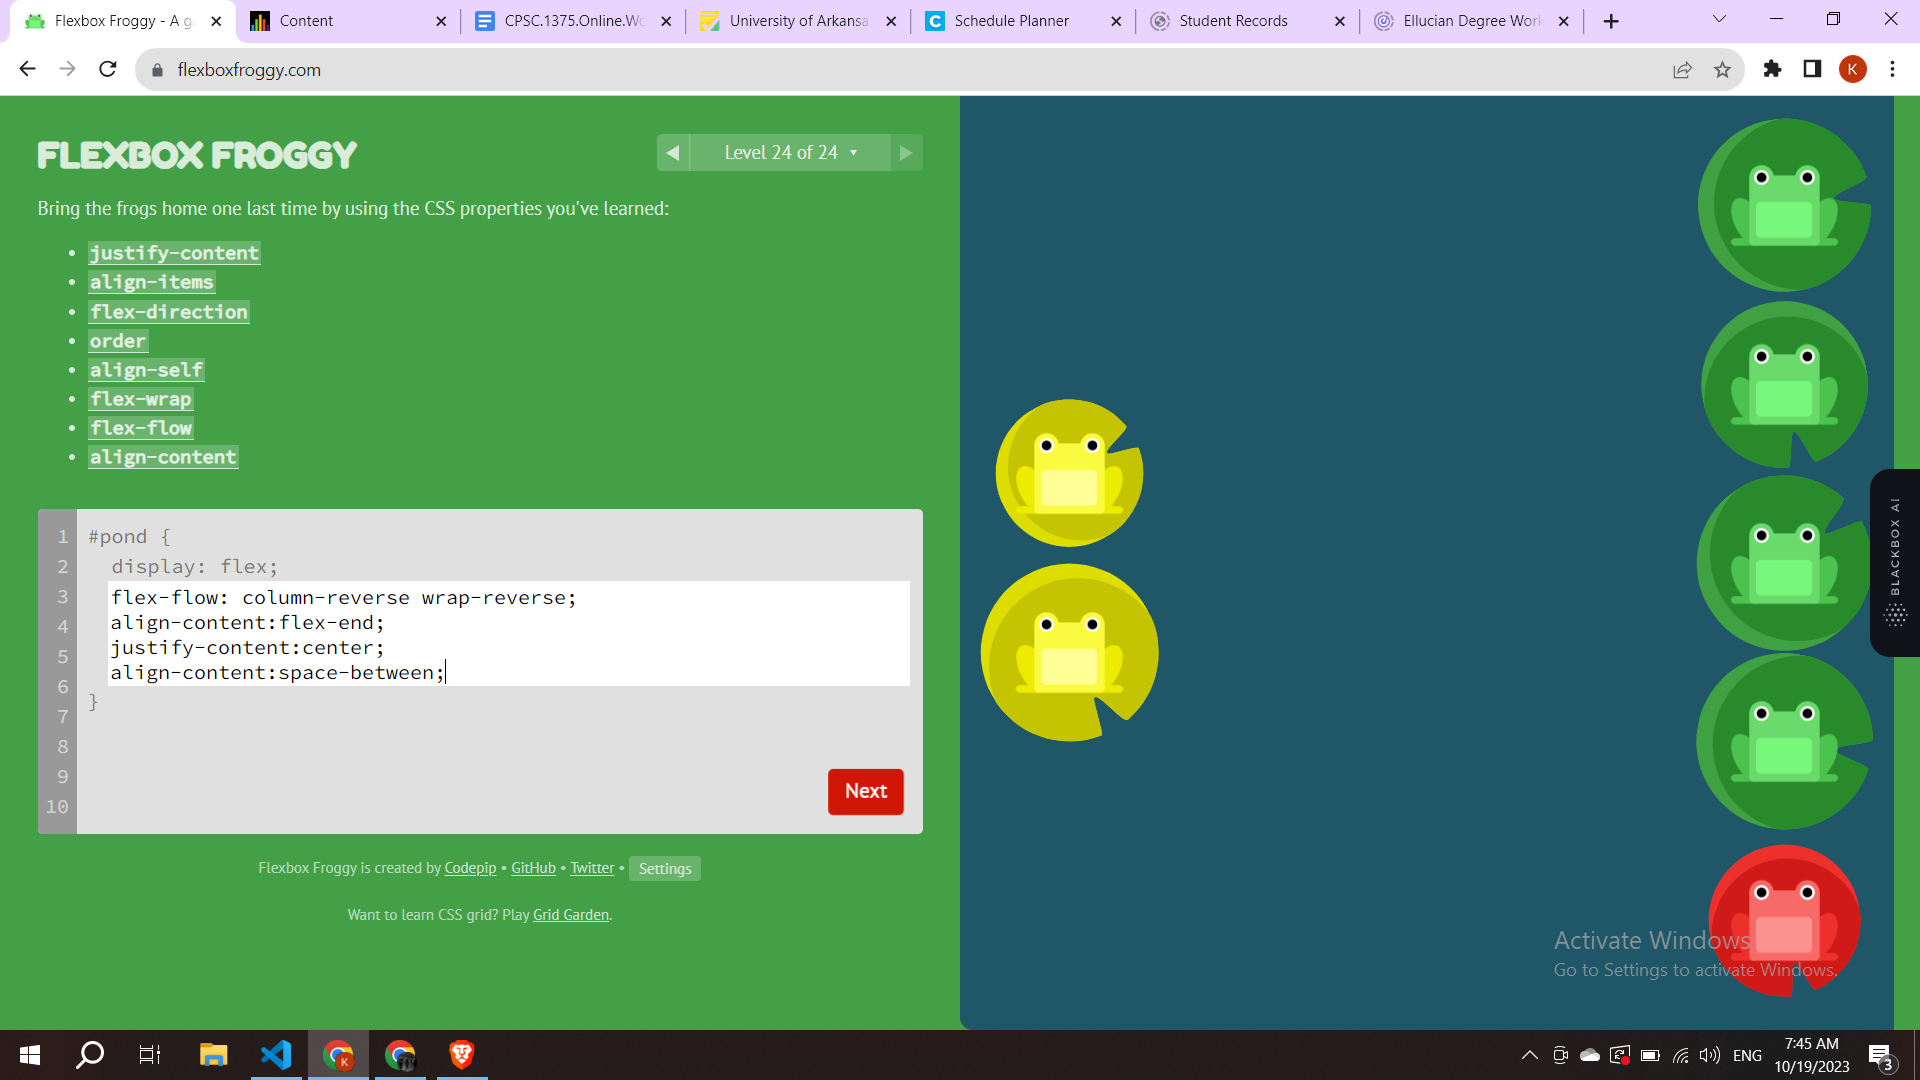 Flexbox Froggy - A ga
Content
CPSC.1375.Online.Wo
University of Arkansa
Schedule Planner
Student Records
Ellucian Degree Work
flexboxfroggy.com
K
FLEXBOX FROGGY
Level 24 of 24
Bring the frogs home one last time by using the CSS properties you've learned:
• justify-content
• align-items
• flex-direction
• order
• align-self
• flex-wrap
• flex-flow
• align-content
1 #pond {
2 display: flex;
3 flex-flow: column-reverse wrap-reverse;
4 align-content:flex-end;
5 justify-content:center;
6 align-content:space-between;
7 }
8
9
10
Next
Flexbox Froggy is created by Codepip • GitHub • Twitter • Settings
Want to learn CSS grid? Play Grid Garden.
BLACKBOX AI
Activate Windows
Go to Settings to activate Windows.
K
ENG
7:45 AM
10/19/2023
3